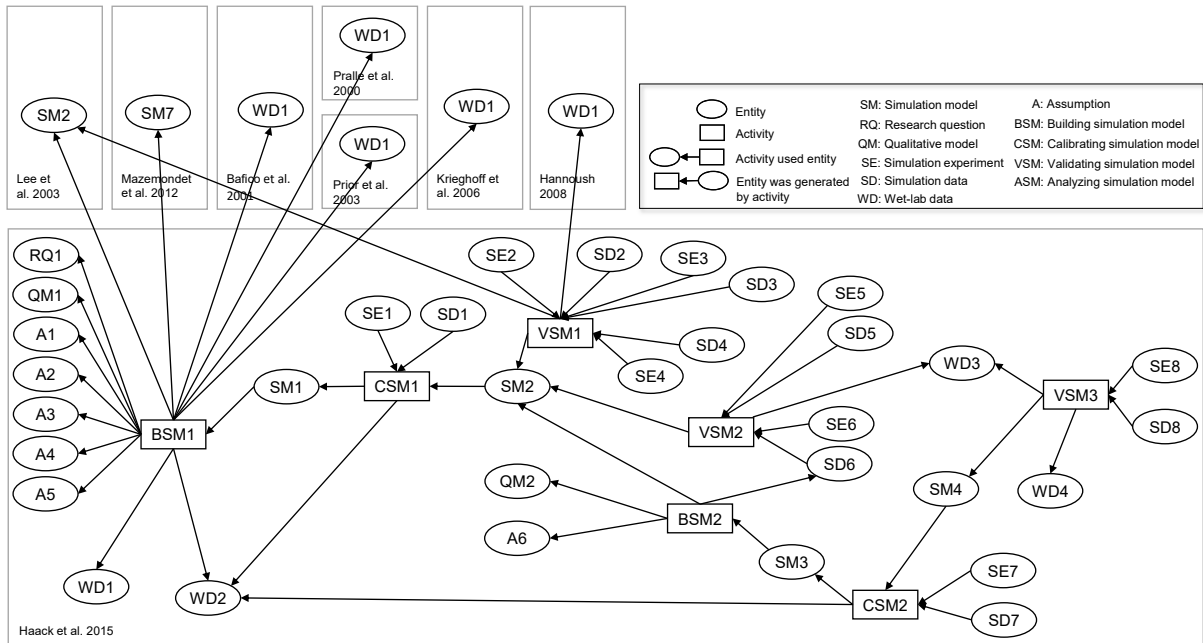 WD1
Pralle et al.
2000
SM2
SM7
WD1
WD1
WD1
WD1
Lee et
al. 2003
Mazemondet
et al. 2012
Bafico et al.
2001
Prior et al.
2003
Krieghoff et
al. 2006
Hannoush
2008
Entity
Activity
Activity used entity
Entity was generated
by activity
SM: Simulation model
RQ: Research question
QM: Qualitative model
SE: Simulation experiment
SD: Simulation data
WD: Wet-lab data
A: Assumption
BSM: Building simulation model
CSM: Calibrating simulation model
VSM: Validating simulation model
ASM: Analyzing simulation model
RQ1
QM1
A1
A2
A3
A4
A5
BSM1
WD1
WD2
SM1
SE1
SD1
CSM1
SM2
SE2
SD2
SE3
SD3
VSM1
SD4
SE4
SE5
SD5
VSM2
SE6
SD6
QM2
A6
BSM2
SM3
WD3
VSM3
SE8
SD8
SM4
WD4
CSM2
SE7
SD7
Haack et al. 2015